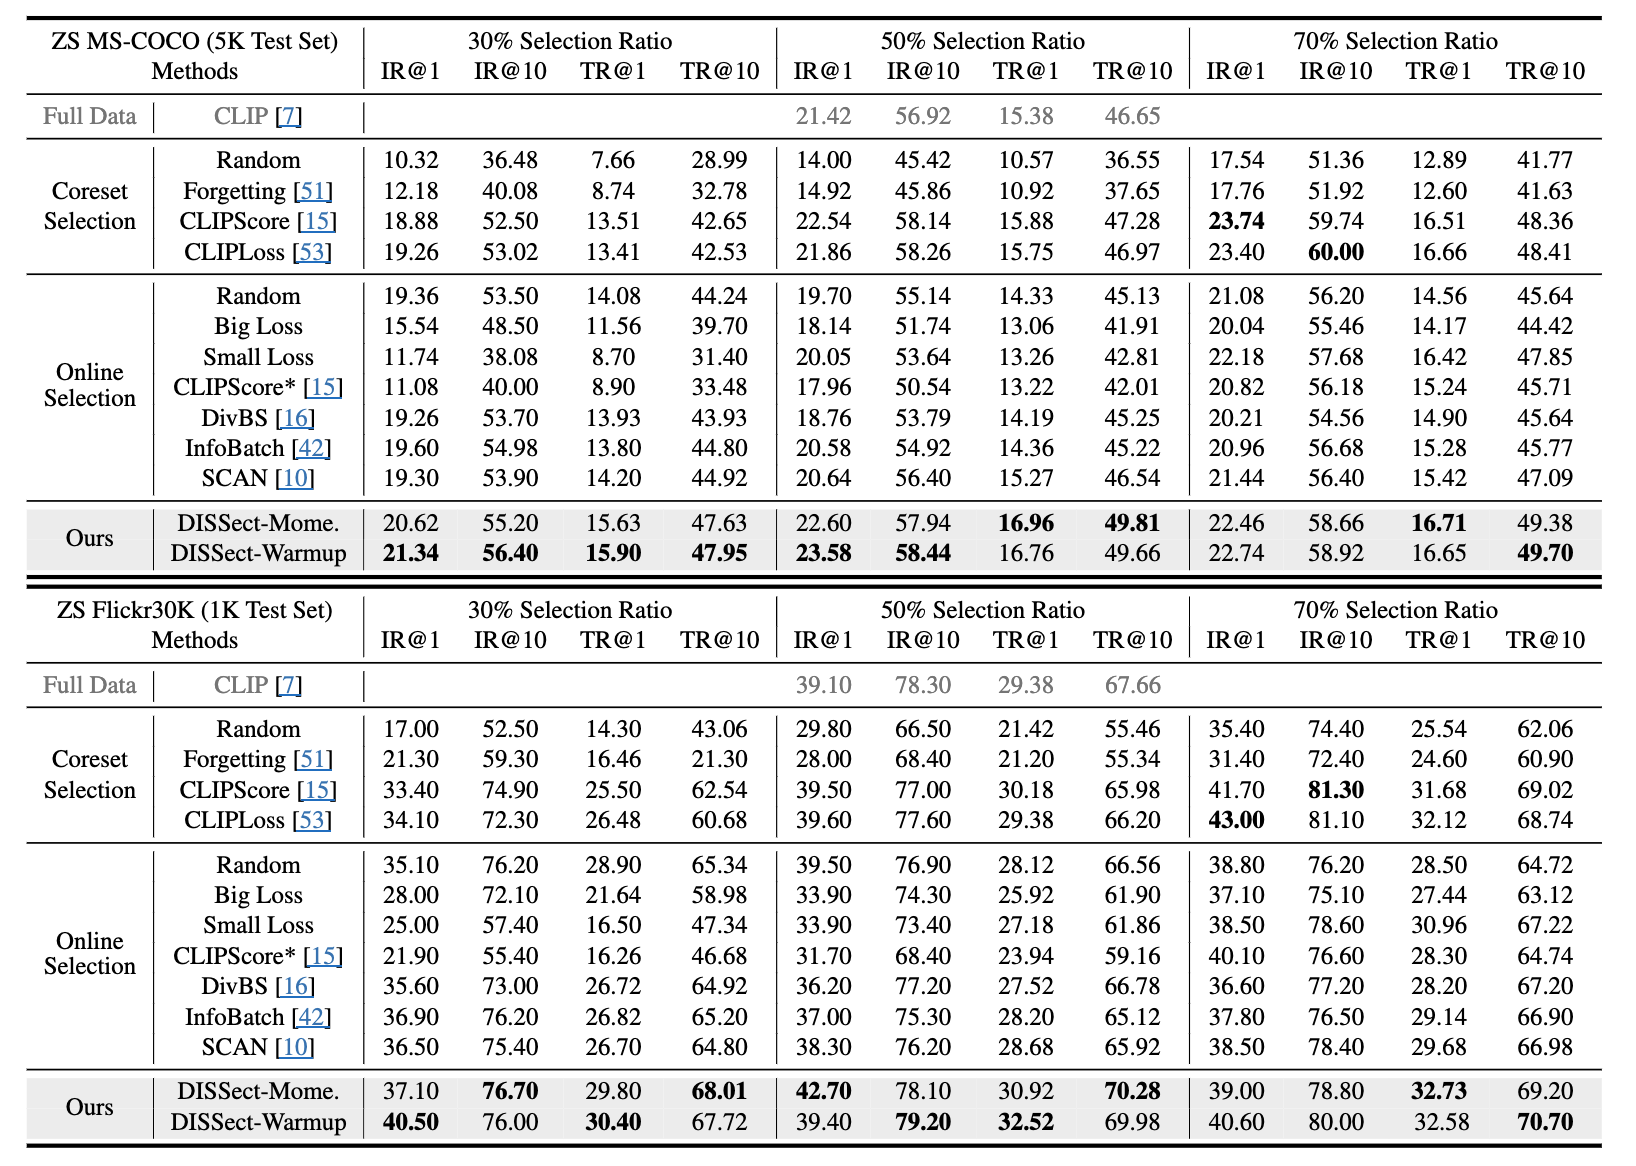 ZS MS-COCO (5K Test Set) 30% Selection Ratio 50% Selection Ratio 70% Selection Ratio
Methods IR@1 IR@10 TR@1 TR@10 IR@1 IR@10 TR@1 TR@10 IR@1 IR@10 TR@1 TR@10
Full Data CLIP [7] 21.42 56.92 15.38 46.65
Coreset Selection
Random 10.32 36.48 7.66 28.99 14.00 45.42 10.57 36.55 17.54 51.36 12.89 41.77
Forgetting [51] 12.18 40.08 8.74 32.78 14.92 45.86 10.92 37.65 17.76 51.92 12.60 41.63
CLIPScore [15] 18.88 52.50 13.51 42.65 22.54 58.14 15.88 47.28 23.74 59.74 16.51 48.36
CLIPLoss [53] 19.26 53.02 13.41 42.53 21.86 58.26 15.75 46.97 23.40 60.00 16.66 48.41
Online Selection
Random 19.36 53.50 14.08 44.24 19.70 55.14 14.33 45.13 21.08 56.20 14.56 45.64
Big Loss 15.54 48.50 11.56 39.70 18.14 51.74 13.06 41.91 20.04 55.46 14.17 44.42
Small Loss 11.74 38.08 8.70 31.40 20.05 53.64 13.26 42.81 22.18 57.68 16.42 47.85
CLIPScore* [15] 11.08 40.00 8.90 33.48 17.96 50.54 13.22 42.01 20.82 56.18 15.24 45.71
DivBS [16] 19.26 53.70 13.93 43.93 18.76 53.79 14.19 45.25 20.21 54.56 14.90 45.64
InfoBatch [42] 19.60 54.98 13.80 44.80 20.58 54.92 14.36 45.22 20.96 56.68 15.28 45.77
SCAN [10] 19.30 53.90 14.20 44.92 20.64 56.40 15.27 46.54 21.44 56.40 15.42 47.09
Ours
DISSect-Mome. 20.62 55.20 15.63 47.63 22.60 57.94 16.96 49.81 22.46 58.66 16.71 49.38
DISSect-Warmup 21.34 56.40 15.90 47.95 23.58 58.44 16.76 49.66 22.74 58.92 16.65 49.70
ZS Flickr30K (1K Test Set) 30% Selection Ratio 50% Selection Ratio 70% Selection Ratio
Methods IR@1 IR@10 TR@1 TR@10 IR@1 IR@10 TR@1 TR@10 IR@1 IR@10 TR@1 TR@10
Full Data CLIP [7] 39.10 78.30 29.38 67.66
Coreset Selection
Random 17.00 52.50 14.30 43.06 29.80 66.50 21.42 55.46 35.40 74.40 25.54 62.06
Forgetting [51] 21.30 59.30 16.46 21.30 28.00 68.40 21.20 55.34 31.40 72.40 24.60 60.90
CLIPScore [15] 33.40 74.90 25.50 62.54 39.50 77.00 30.18 65.98 41.70 81.30 31.68 69.02
CLIPLoss [53] 34.10 72.30 26.48 60.68 39.60 77.60 29.38 66.20 43.00 81.10 32.12 68.74
Online Selection
Random 35.10 76.20 28.90 65.34 39.50 76.90 28.12 66.56 38.80 76.20 28.50 64.72
Big Loss 28.00 72.10 21.64 58.98 33.90 74.30 25.92 61.90 37.10 75.10 27.44 63.12
Small Loss 25.00 57.40 16.50 47.34 33.90 73.40 27.18 61.86 38.50 78.60 30.96 67.22
CLIPScore* [15] 21.90 55.40 16.26 46.68 31.70 68.40 23.94 59.16 40.10 76.60 28.30 64.74
DivBS [16] 35.60 73.00 26.72 64.92 36.20 77.20 27.52 66.78 36.60 77.20 28.20 67.20
InfoBatch [42] 36.90 76.20 26.82 65.20 37.00 75.30 28.20 65.12 37.80 76.50 29.14 66.90
SCAN [10] 36.50 75.40 26.70 64.80 38.30 76.20 28.68 65.92 38.50 78.40 29.68 66.98
Ours
DISSect-Mome. 37.10 76.70 29.80 68.01 42.70 78.10 30.92 70.28 39.00 78.80 32.73 69.20
DISSect-Warmup 40.50 76.00 30.40 67.72 39.40 79.20 32.52 69.98 40.60 80.00 32.58 70.70